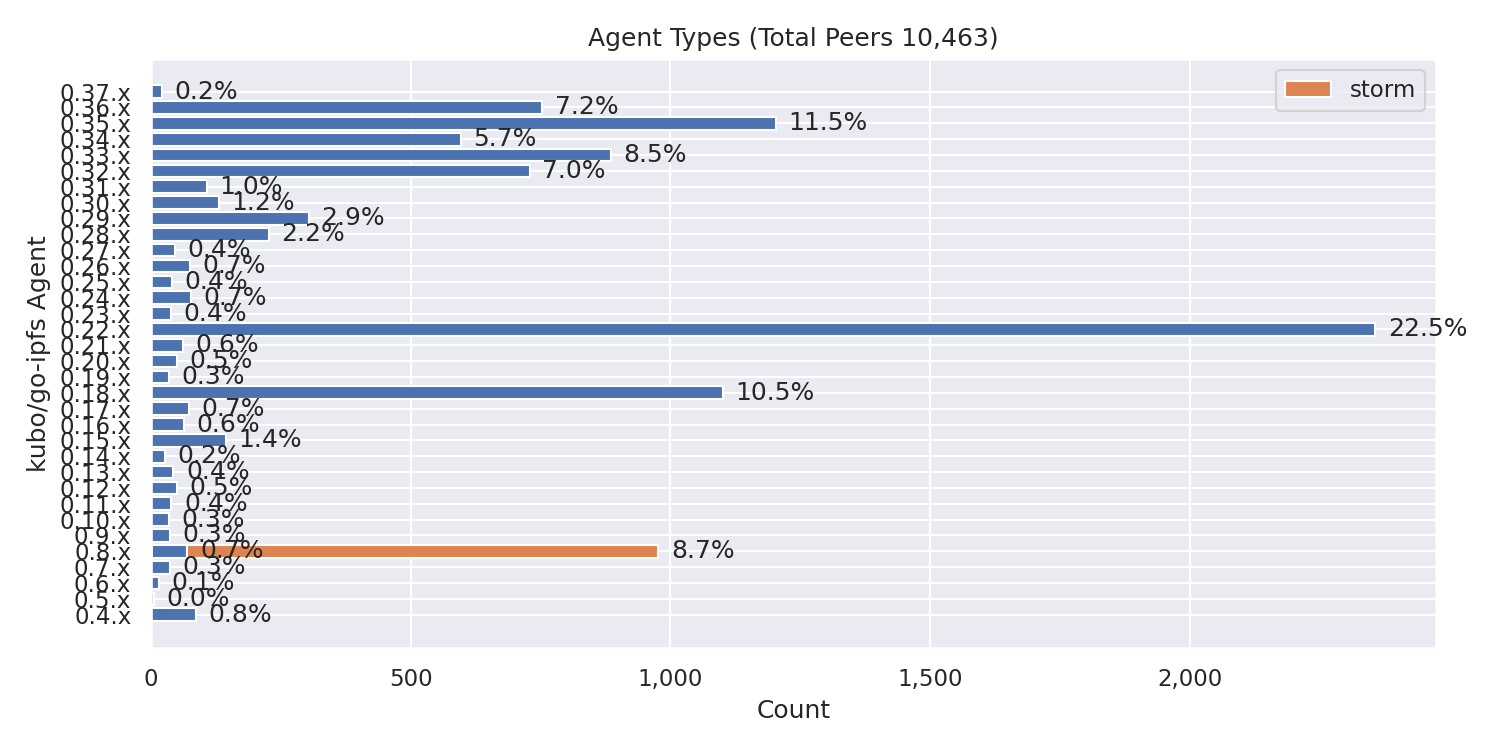 Agent Types (Total Peers 10,463)
storm
kubo/go-ipfs Agent
0.37.x 0.2%
0.36.x 7.2%
0.35.x 11.5%
0.34.x 5.7%
0.33.x 8.5%
0.32.x 7.0%
0.31.x 1.0%
0.30.x 1.2%
0.29.x 2.9%
0.28.x 2.2%
0.27.x 0.4%
0.26.x 0.7%
0.25.x 0.4%
0.24.x 0.7%
0.23.x 0.4%
0.22.x 22.5%
0.21.x 0.6%
0.20.x 0.5%
0.19.x 0.3%
0.18.x 10.5%
0.17.x 0.7%
0.16.x 0.6%
0.15.x 1.4%
0.14.x 0.2%
0.13.x 0.4%
0.12.x 0.5%
0.11.x 0.4%
0.10.x 0.3%
0.9.x 0.3%
0.8.x 0.7% 8.7%
0.7.x 0.3%
0.6.x 0.1%
0.5.x 0.0%
0.4.x 0.8%
0 500 1,000 1,500 2,000
Count